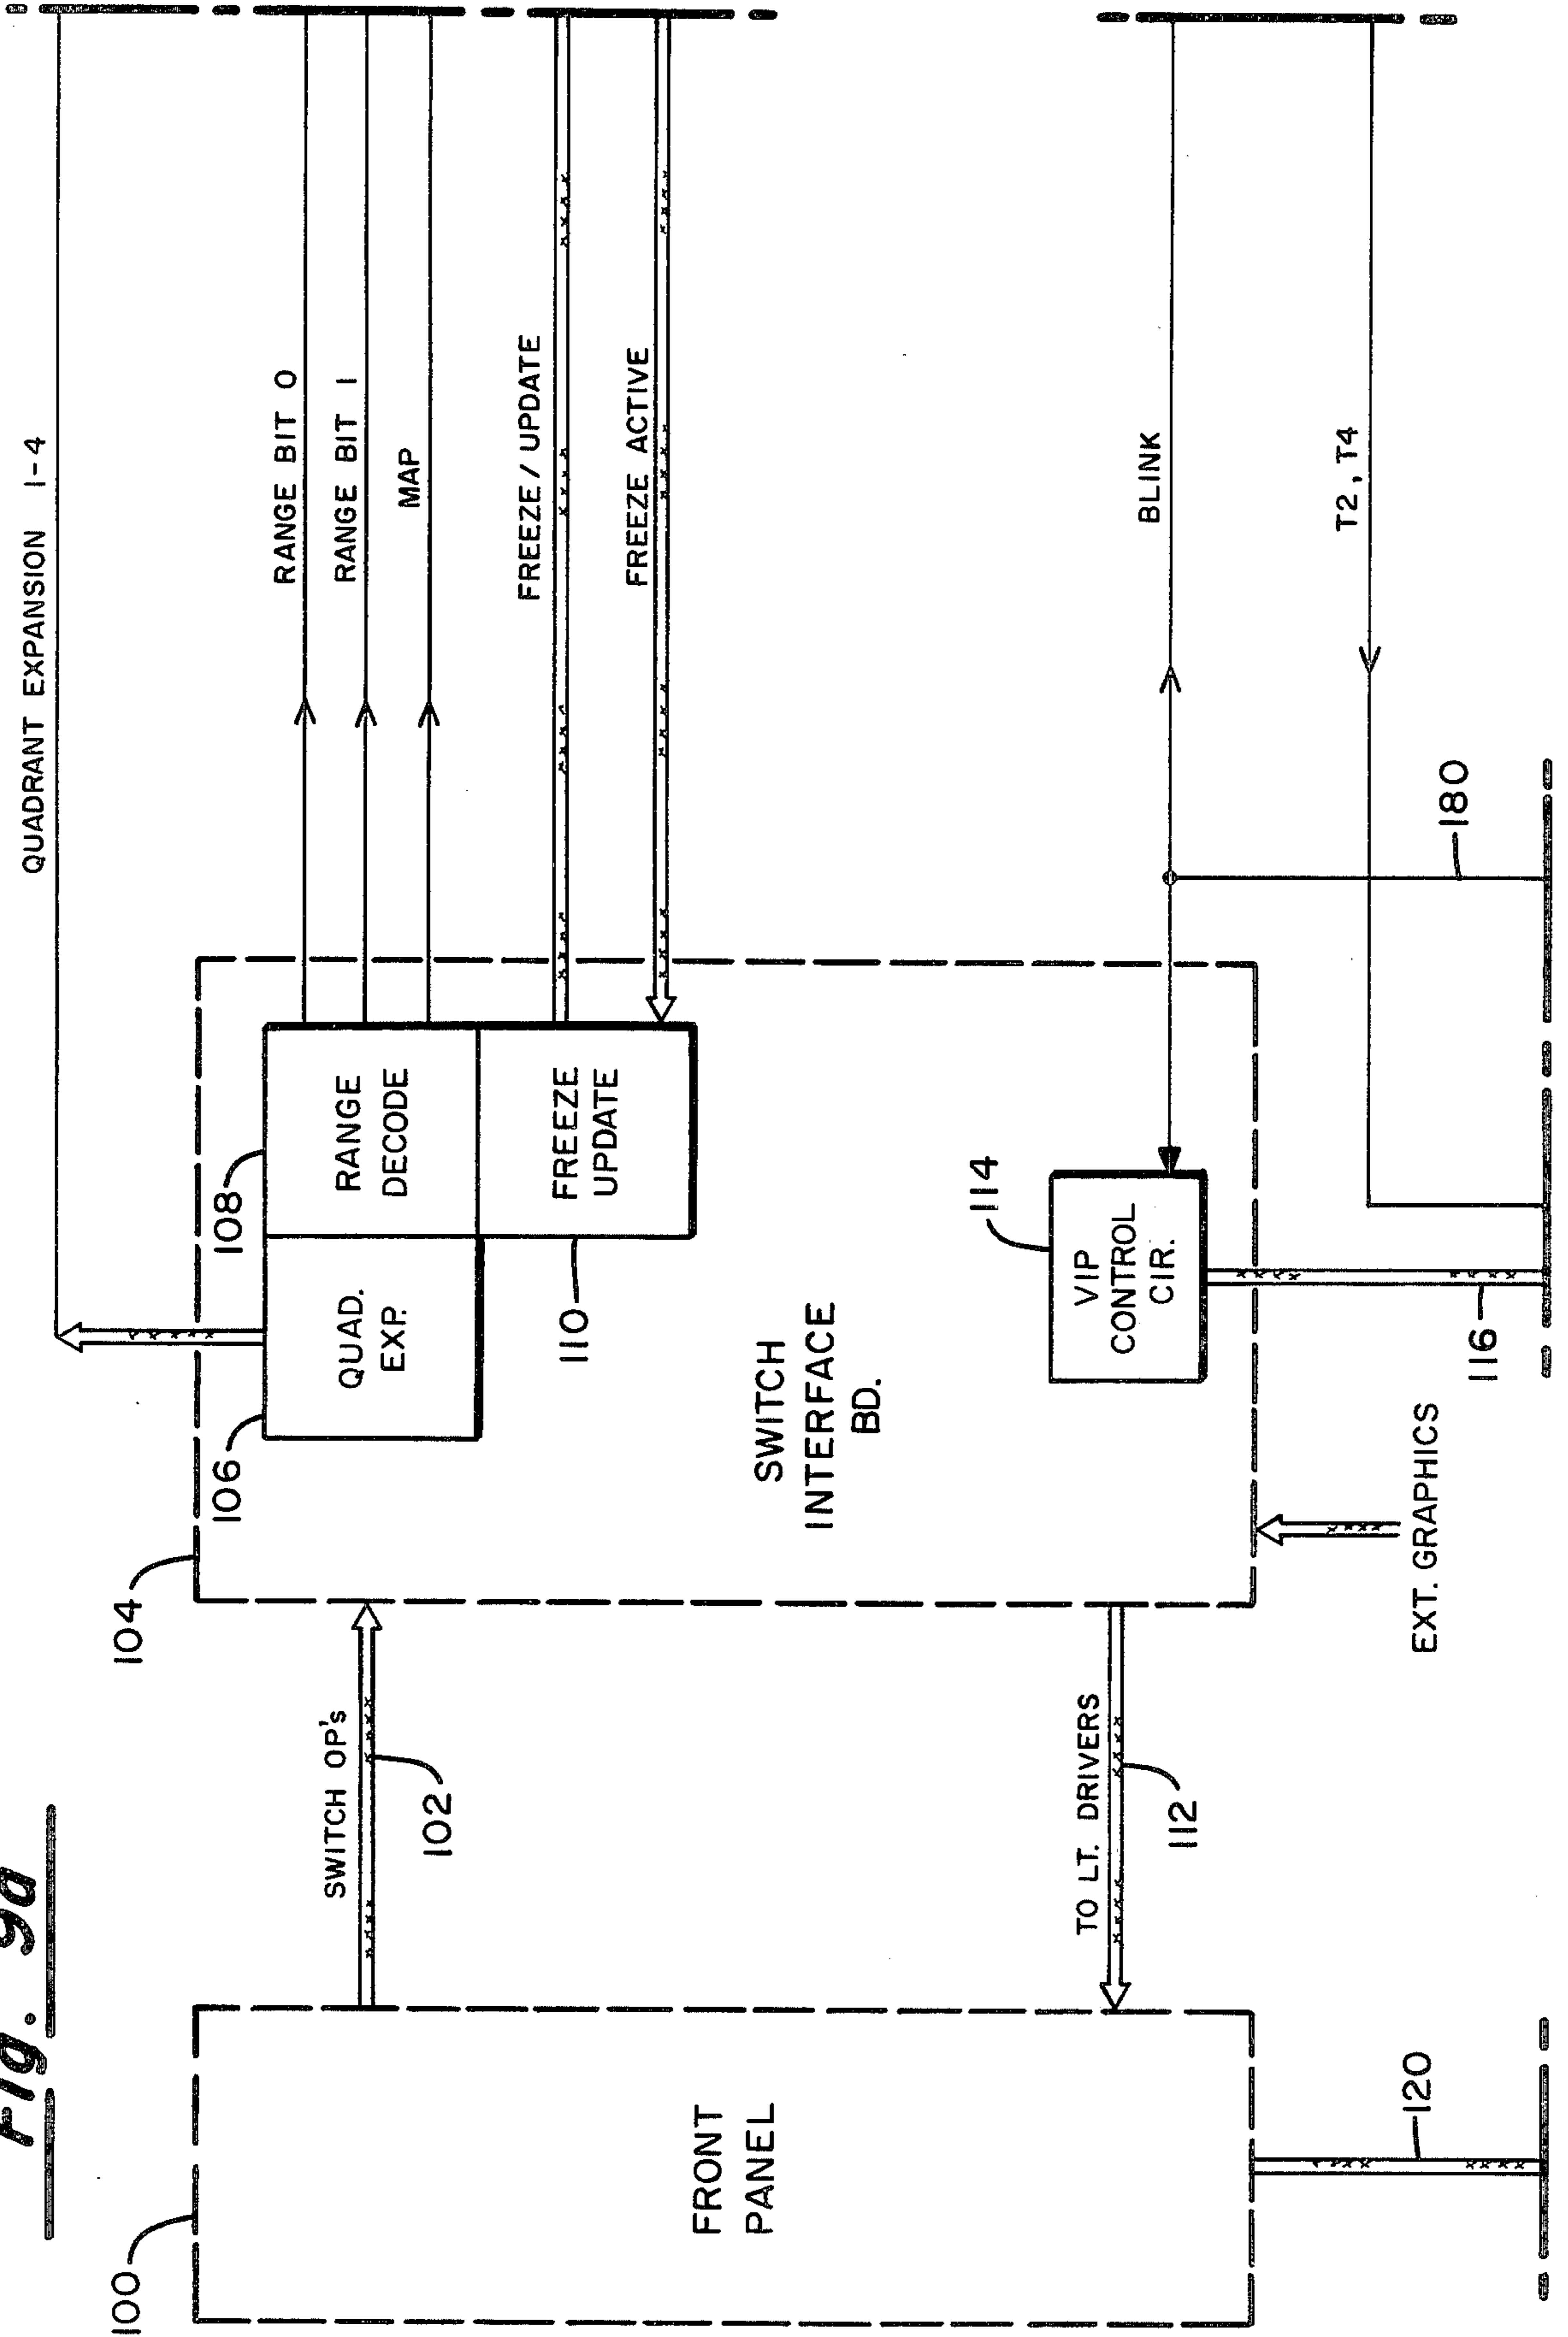 Fig. 9a
QUADRANT EXPANSION 1-4
RANGE BIT 0
RANGE BIT 1
MAP
FREEZE / UPDATE
FREEZE ACTIVE
BLINK
T2, T4
180
104
106
108
QUAD.
EXP.
RANGE
DECODE
FREEZE
UPDATE
110
SWITCH
INTERFACE
BD.
114
VIP
CONTROL
CIR.
116
EXT. GRAPHICS
SWITCH OP's
102
TO LT. DRIVERS
112
100
FRONT
PANEL
120